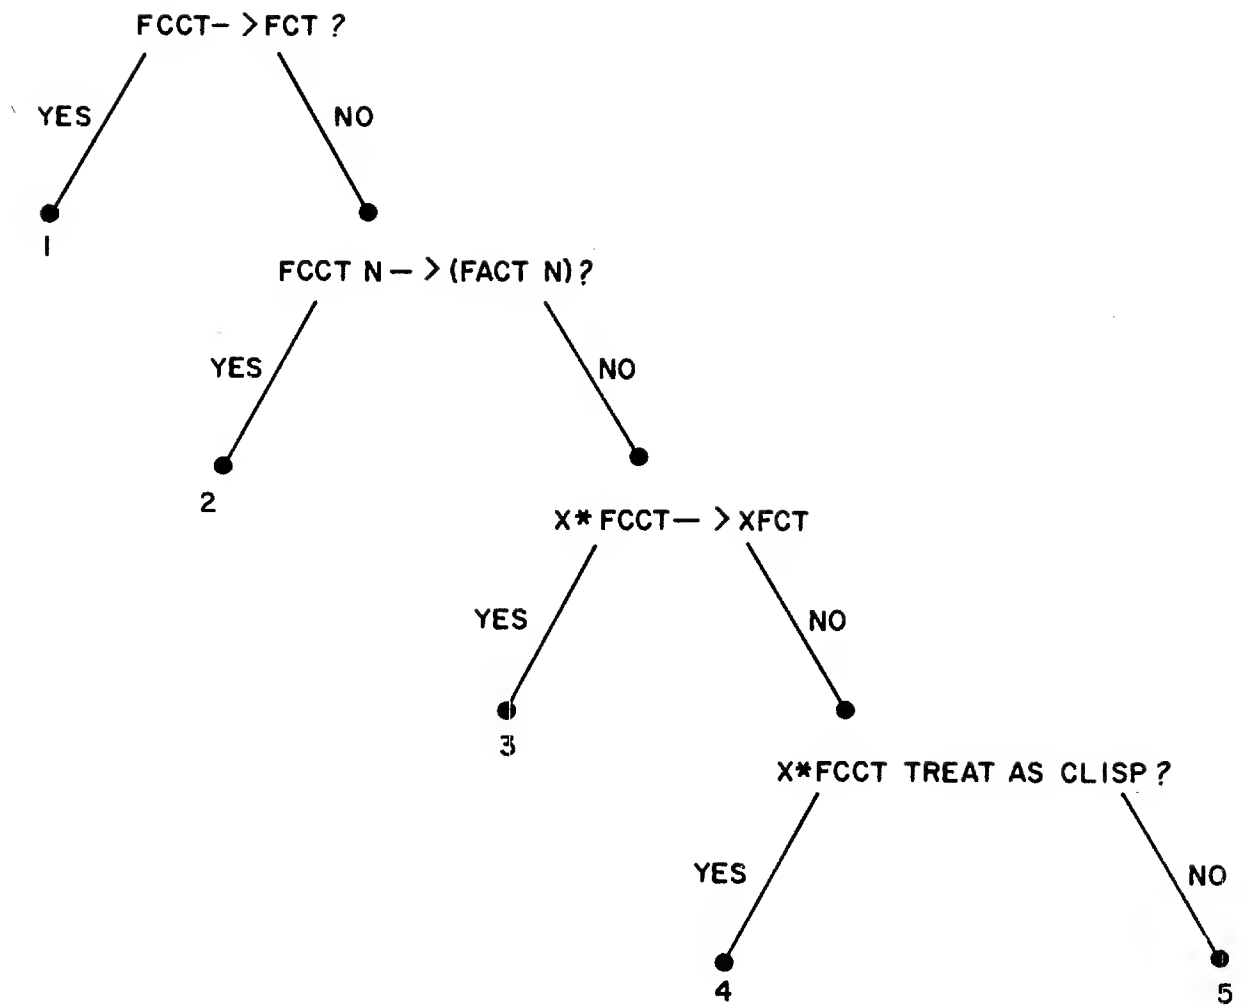 FCCT- >FCT ?
YES
NO
1
FCCT N- >(FACT N)?
YES
NO
2
X* FCCT- >XFCT
YES
NO
3
X*FCCT TREAT AS CLISP ?
YES
NO
4
5